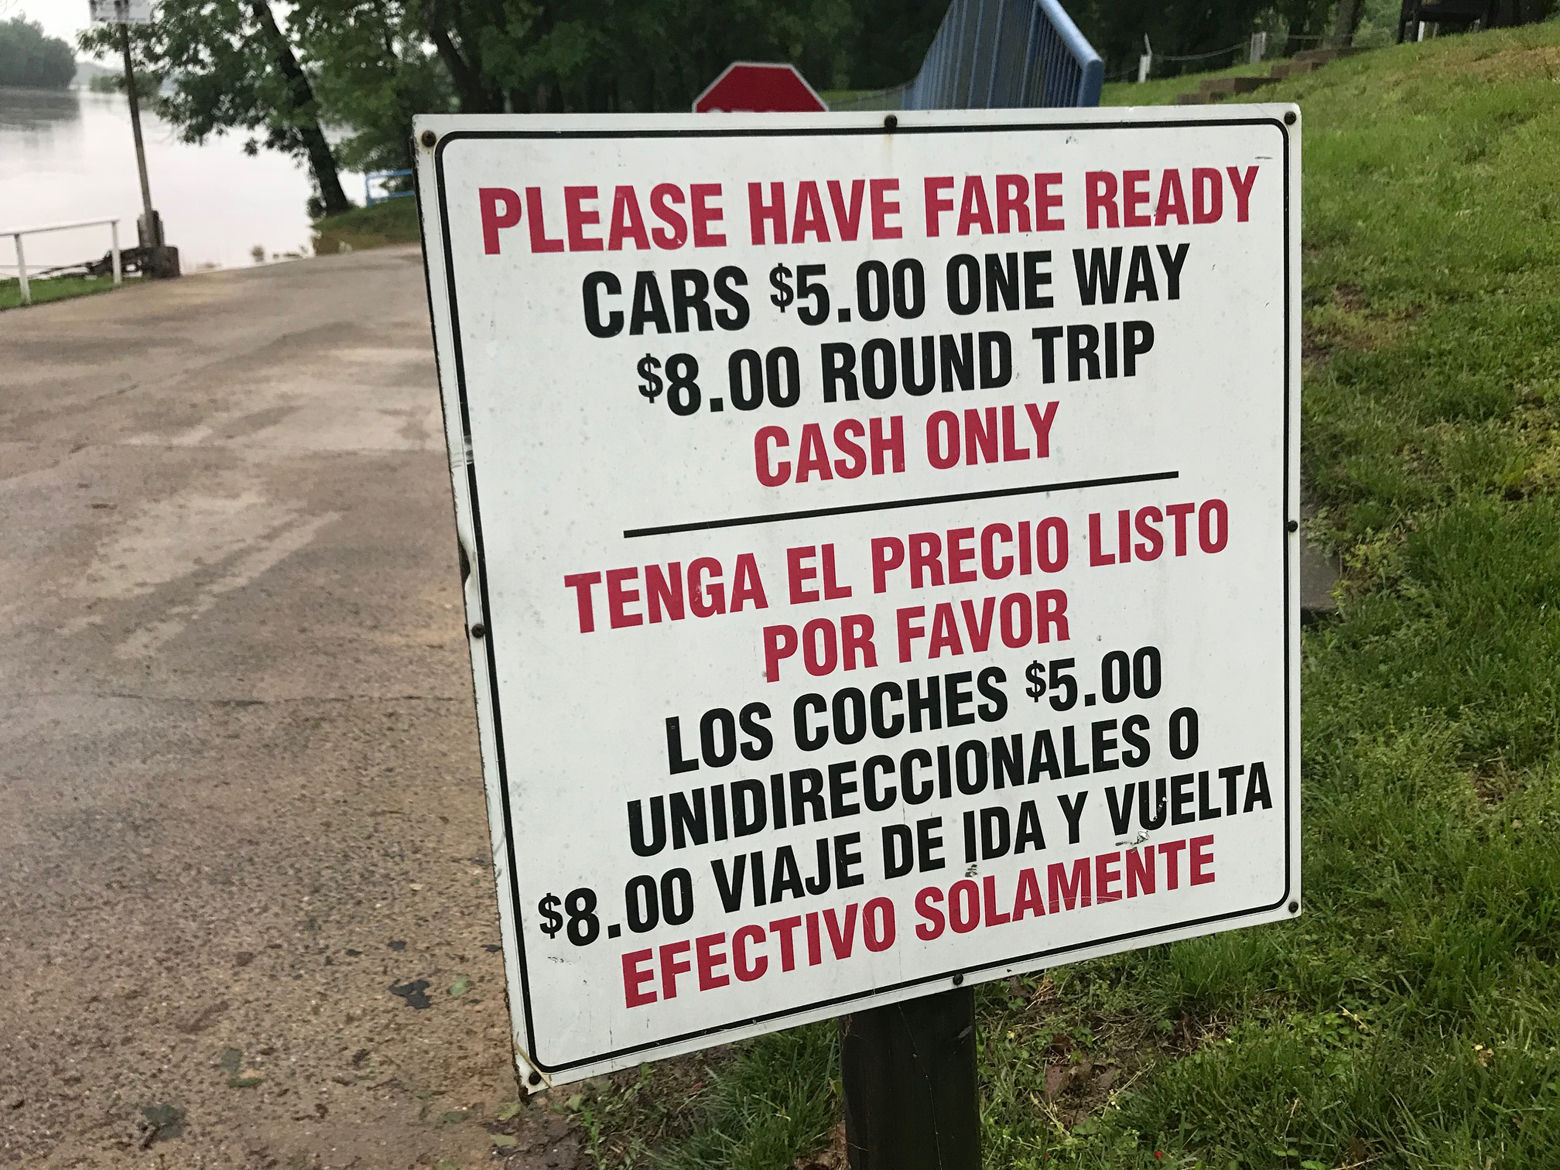 PLEASE HAVE FARE READY
CARS $5.00 ONE WAY
$8.00 ROUND TRIP
CASH ONLY
TENGA EL PRECIO LISTO
POR FAVOR
LOS COCHES $5.00
UNIDIRECCIONALES O
$8.00 VIAJE DE IDA Y VUELTA
EFECTIVO SOLAMENTE